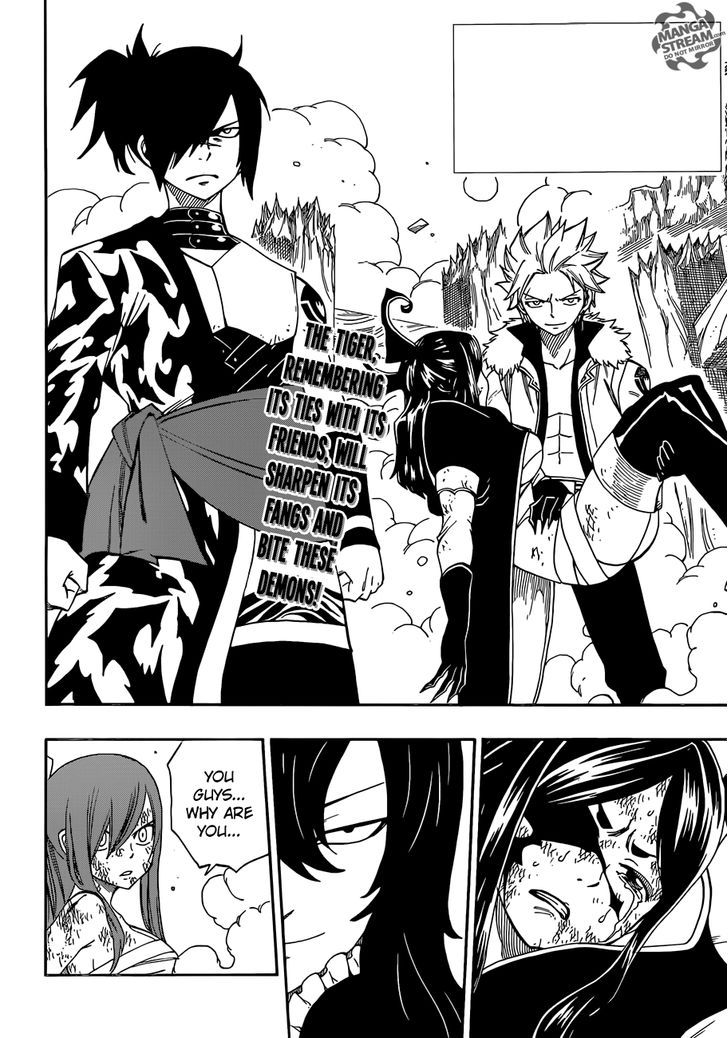 MANGA
STREAM.com
DO NOT MIRROR
THE TIGER,
REMEMBERING
ITS TIES WITH ITS
FRIENDS, WILL
SHARPEN ITS
FANGS AND
BITE THESE
DEMONS!
YOU
GUYS...
WHY ARE
YOU...